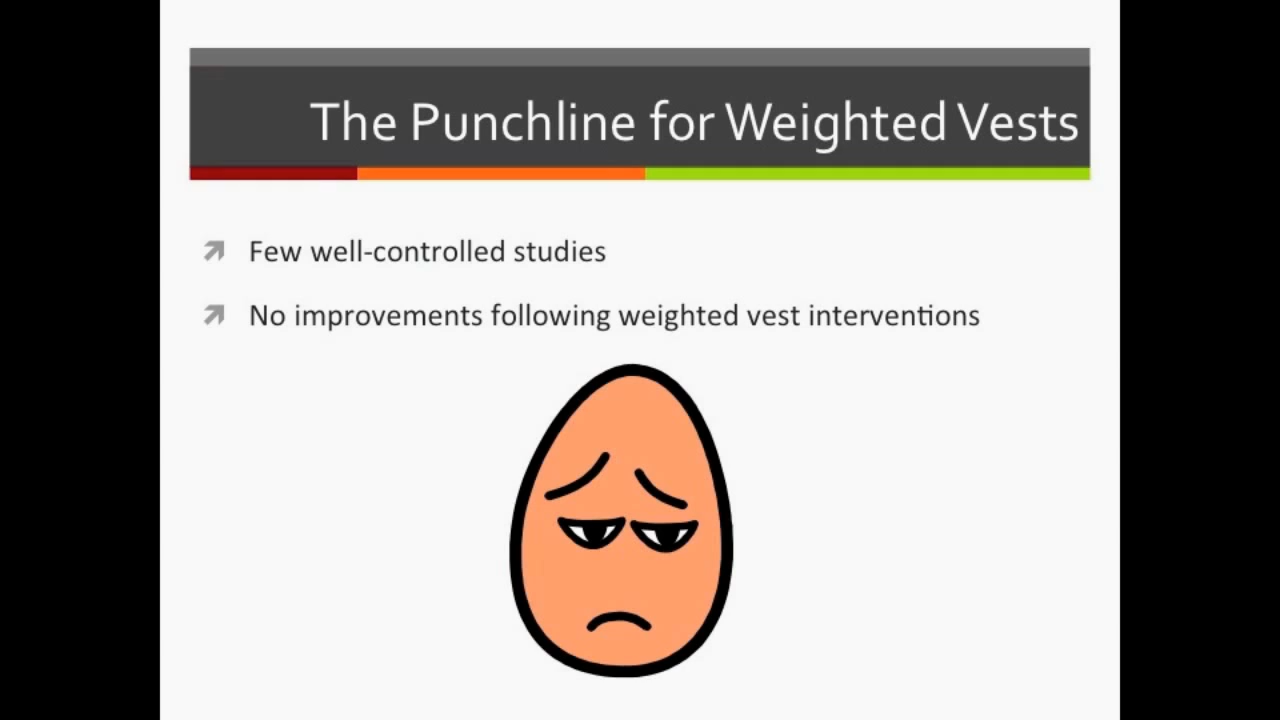 The Punchline for Weighted Vests
Few well-controlled studies
No improvements following weighted vest interventions